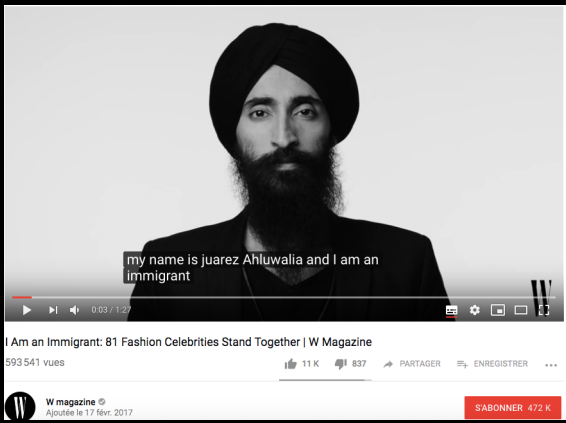 my name is juarez Ahluwalia and I am an
immigrant
0:03 / 1:27
I Am an Immigrant: 81 Fashion Celebrities Stand Together | W Magazine
593 541 vues
11 K 837 PARTAGER ENREGISTRER
W magazine
Ajoutée le 17 févr. 2017
S'ABONNER 472 K
W
W